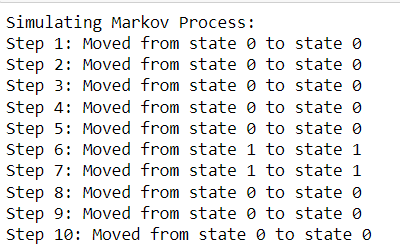 Simulating Markov Process:
Step 1: Moved from state 0 to state 0
Step 2: Moved from state 0 to state 0
Step 3: Moved from state 0 to state 0
Step 4: Moved from state 0 to state 0
Step 5: Moved from state 0 to state 0
Step 6: Moved from state 1 to state 1
Step 7: Moved from state 1 to state 1
Step 8: Moved from state 0 to state 0
Step 9: Moved from state 0 to state 0
Step 10: Moved from state 0 to state 0